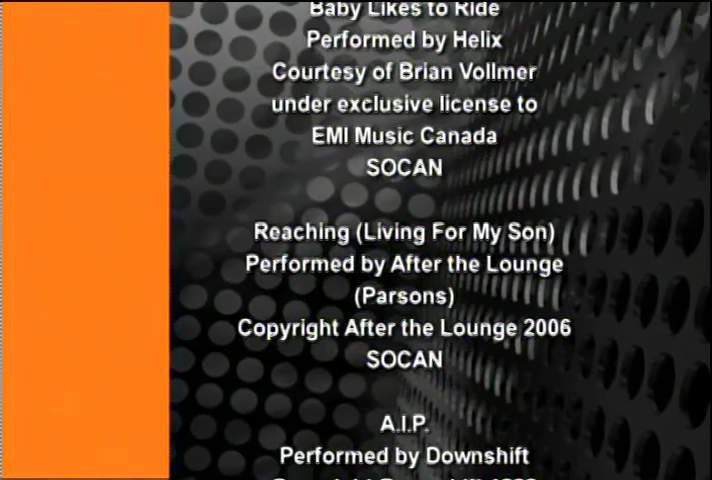 Baby Likes to Ride
Performed by Helix
Courtesy of Brian Vollmer
under exclusive license to
EMI Music Canada
SOCAN
Reaching (Living For My Son)
Performed by After the Lounge
(Parsons)
Copyright After the Lounge 2006
SOCAN
A.I.P.
Performed by Downshift